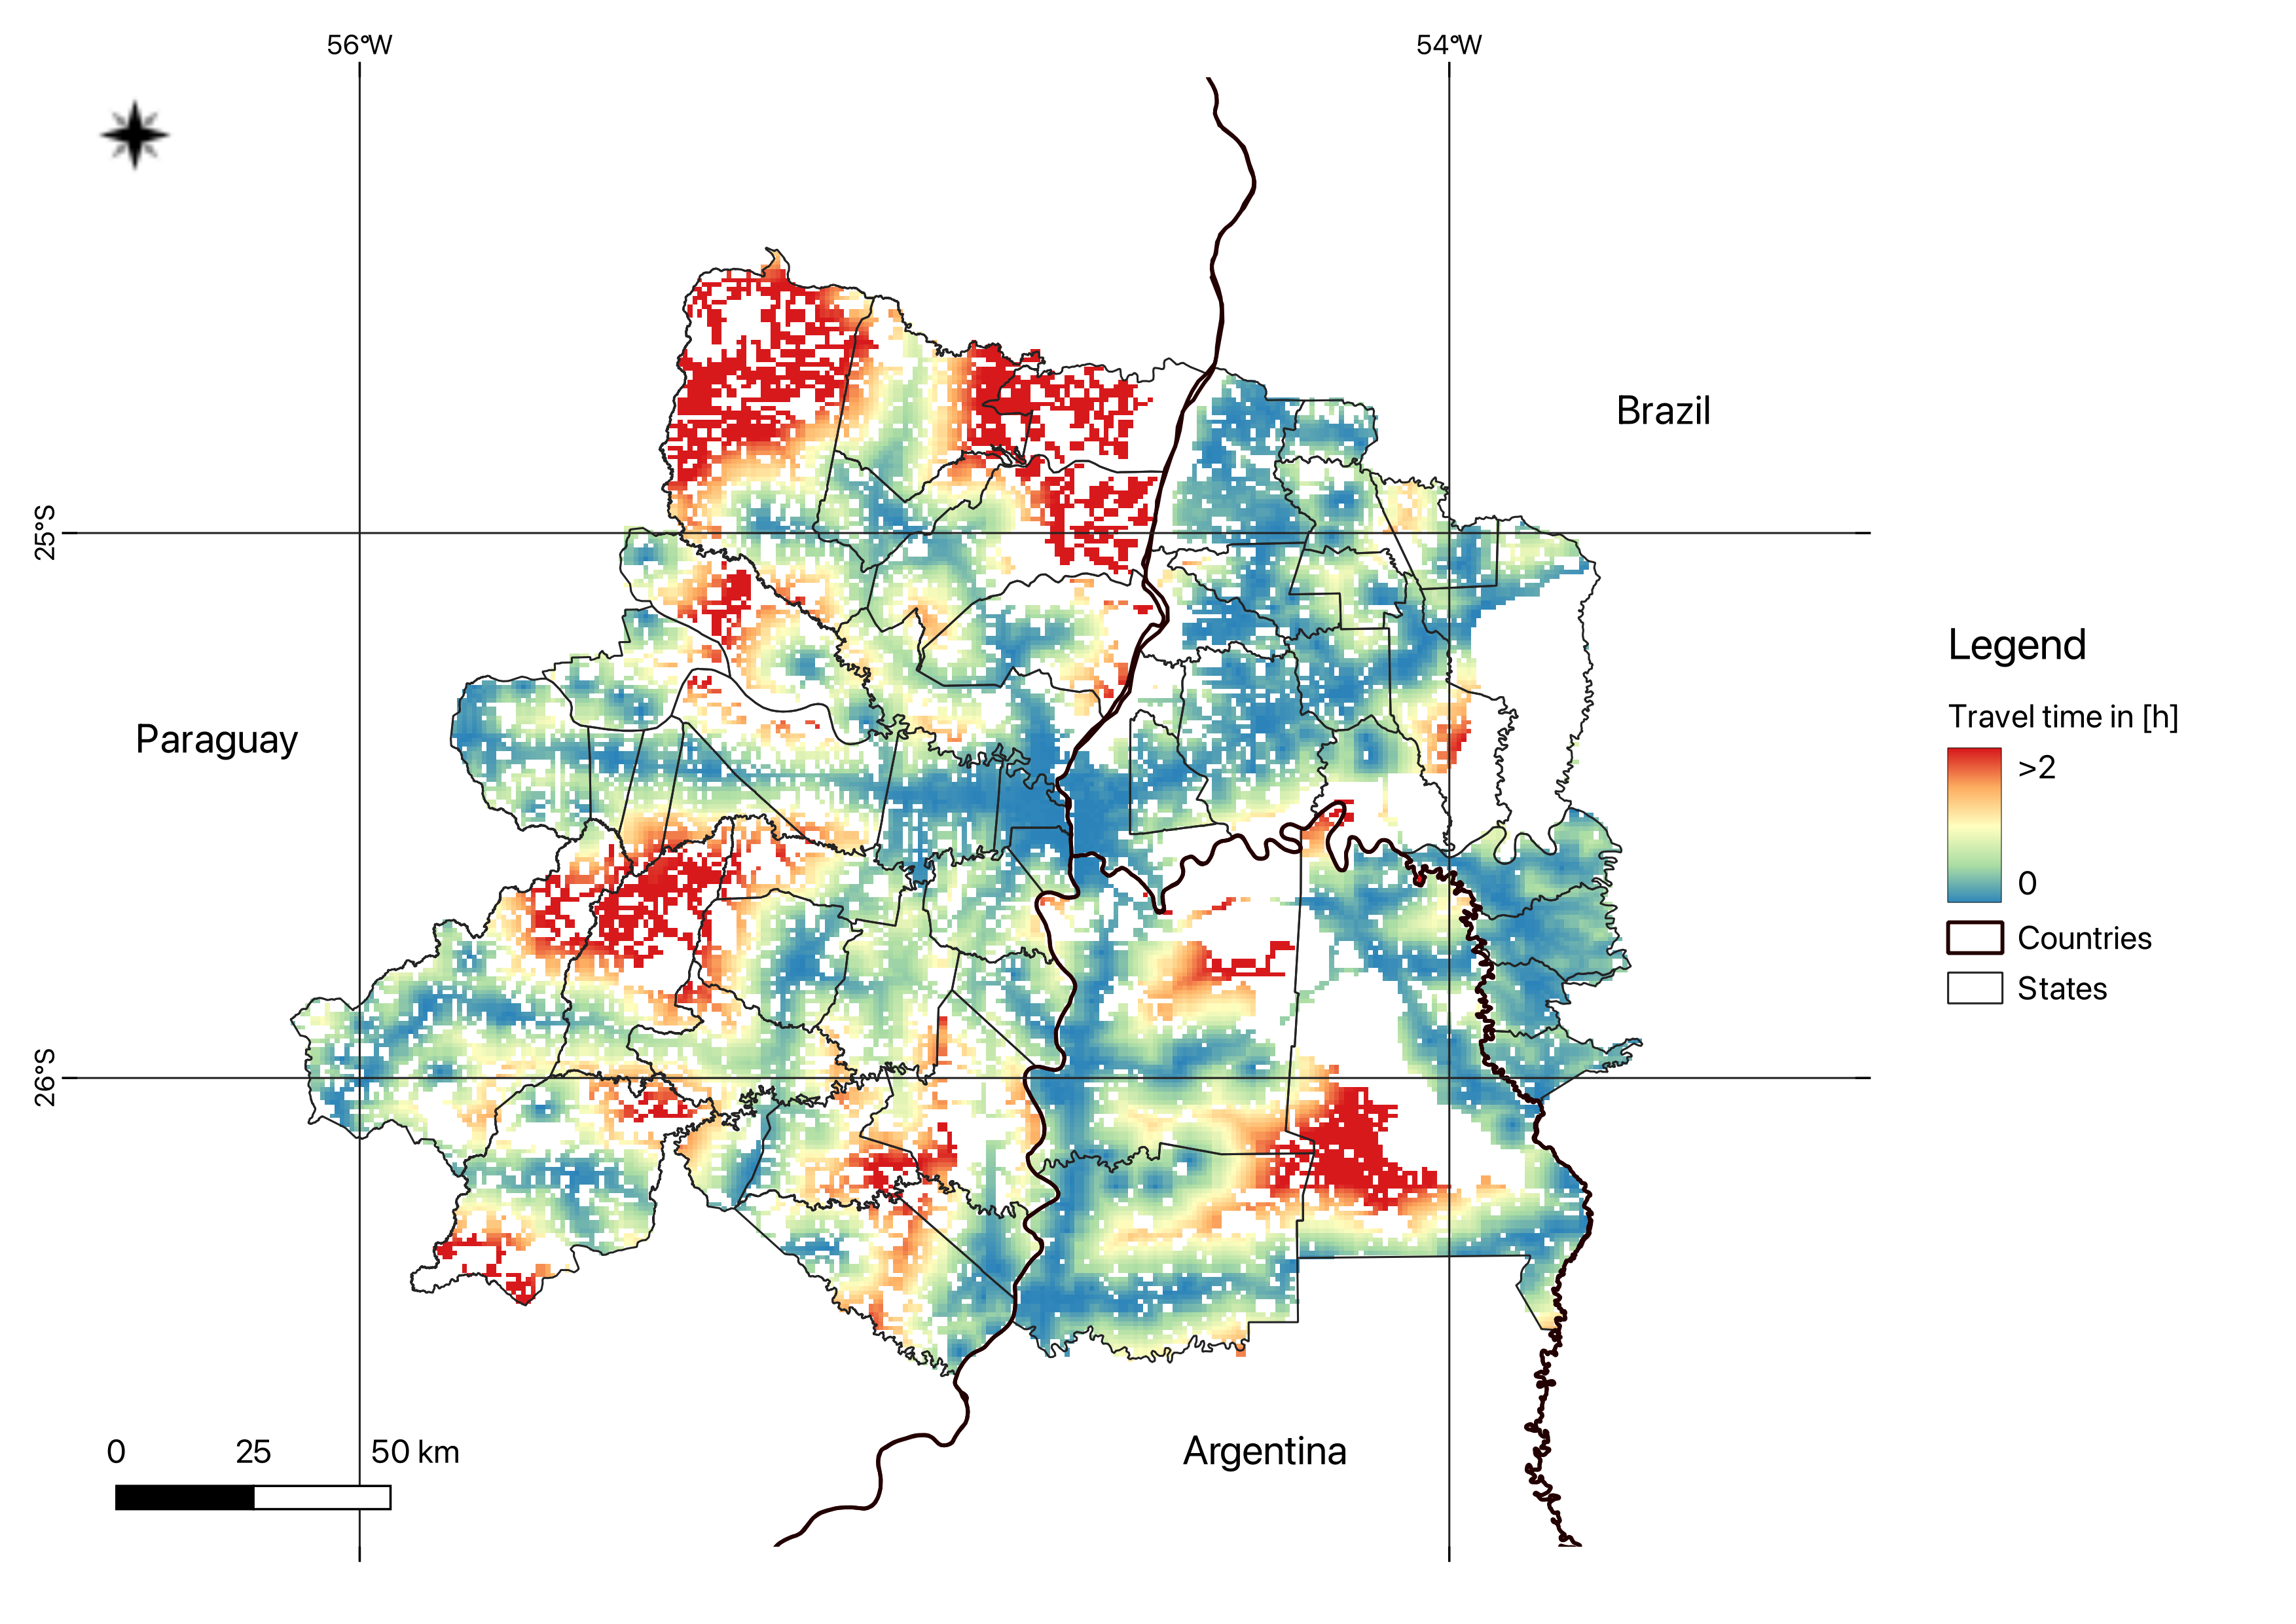 56°W
54°W
Brazil
25°S
Legend
Travel time in [h]
>2
0
Countries
States
Paraguay
26°S
0 25 50 km
Argentina